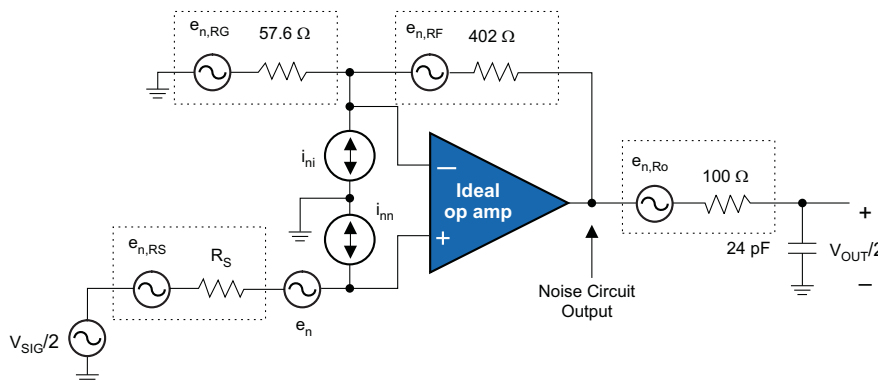 e_n,RG
57.6 Ω
e_n,RF
402 Ω
i_ni
i_nn
Ideal
op amp
−
+
e_n,Ro
100 Ω
e_n,RS
R_S
e_n
V_SIG/2
Noise Circuit
Output
24 pF
+
V_OUT/2
−